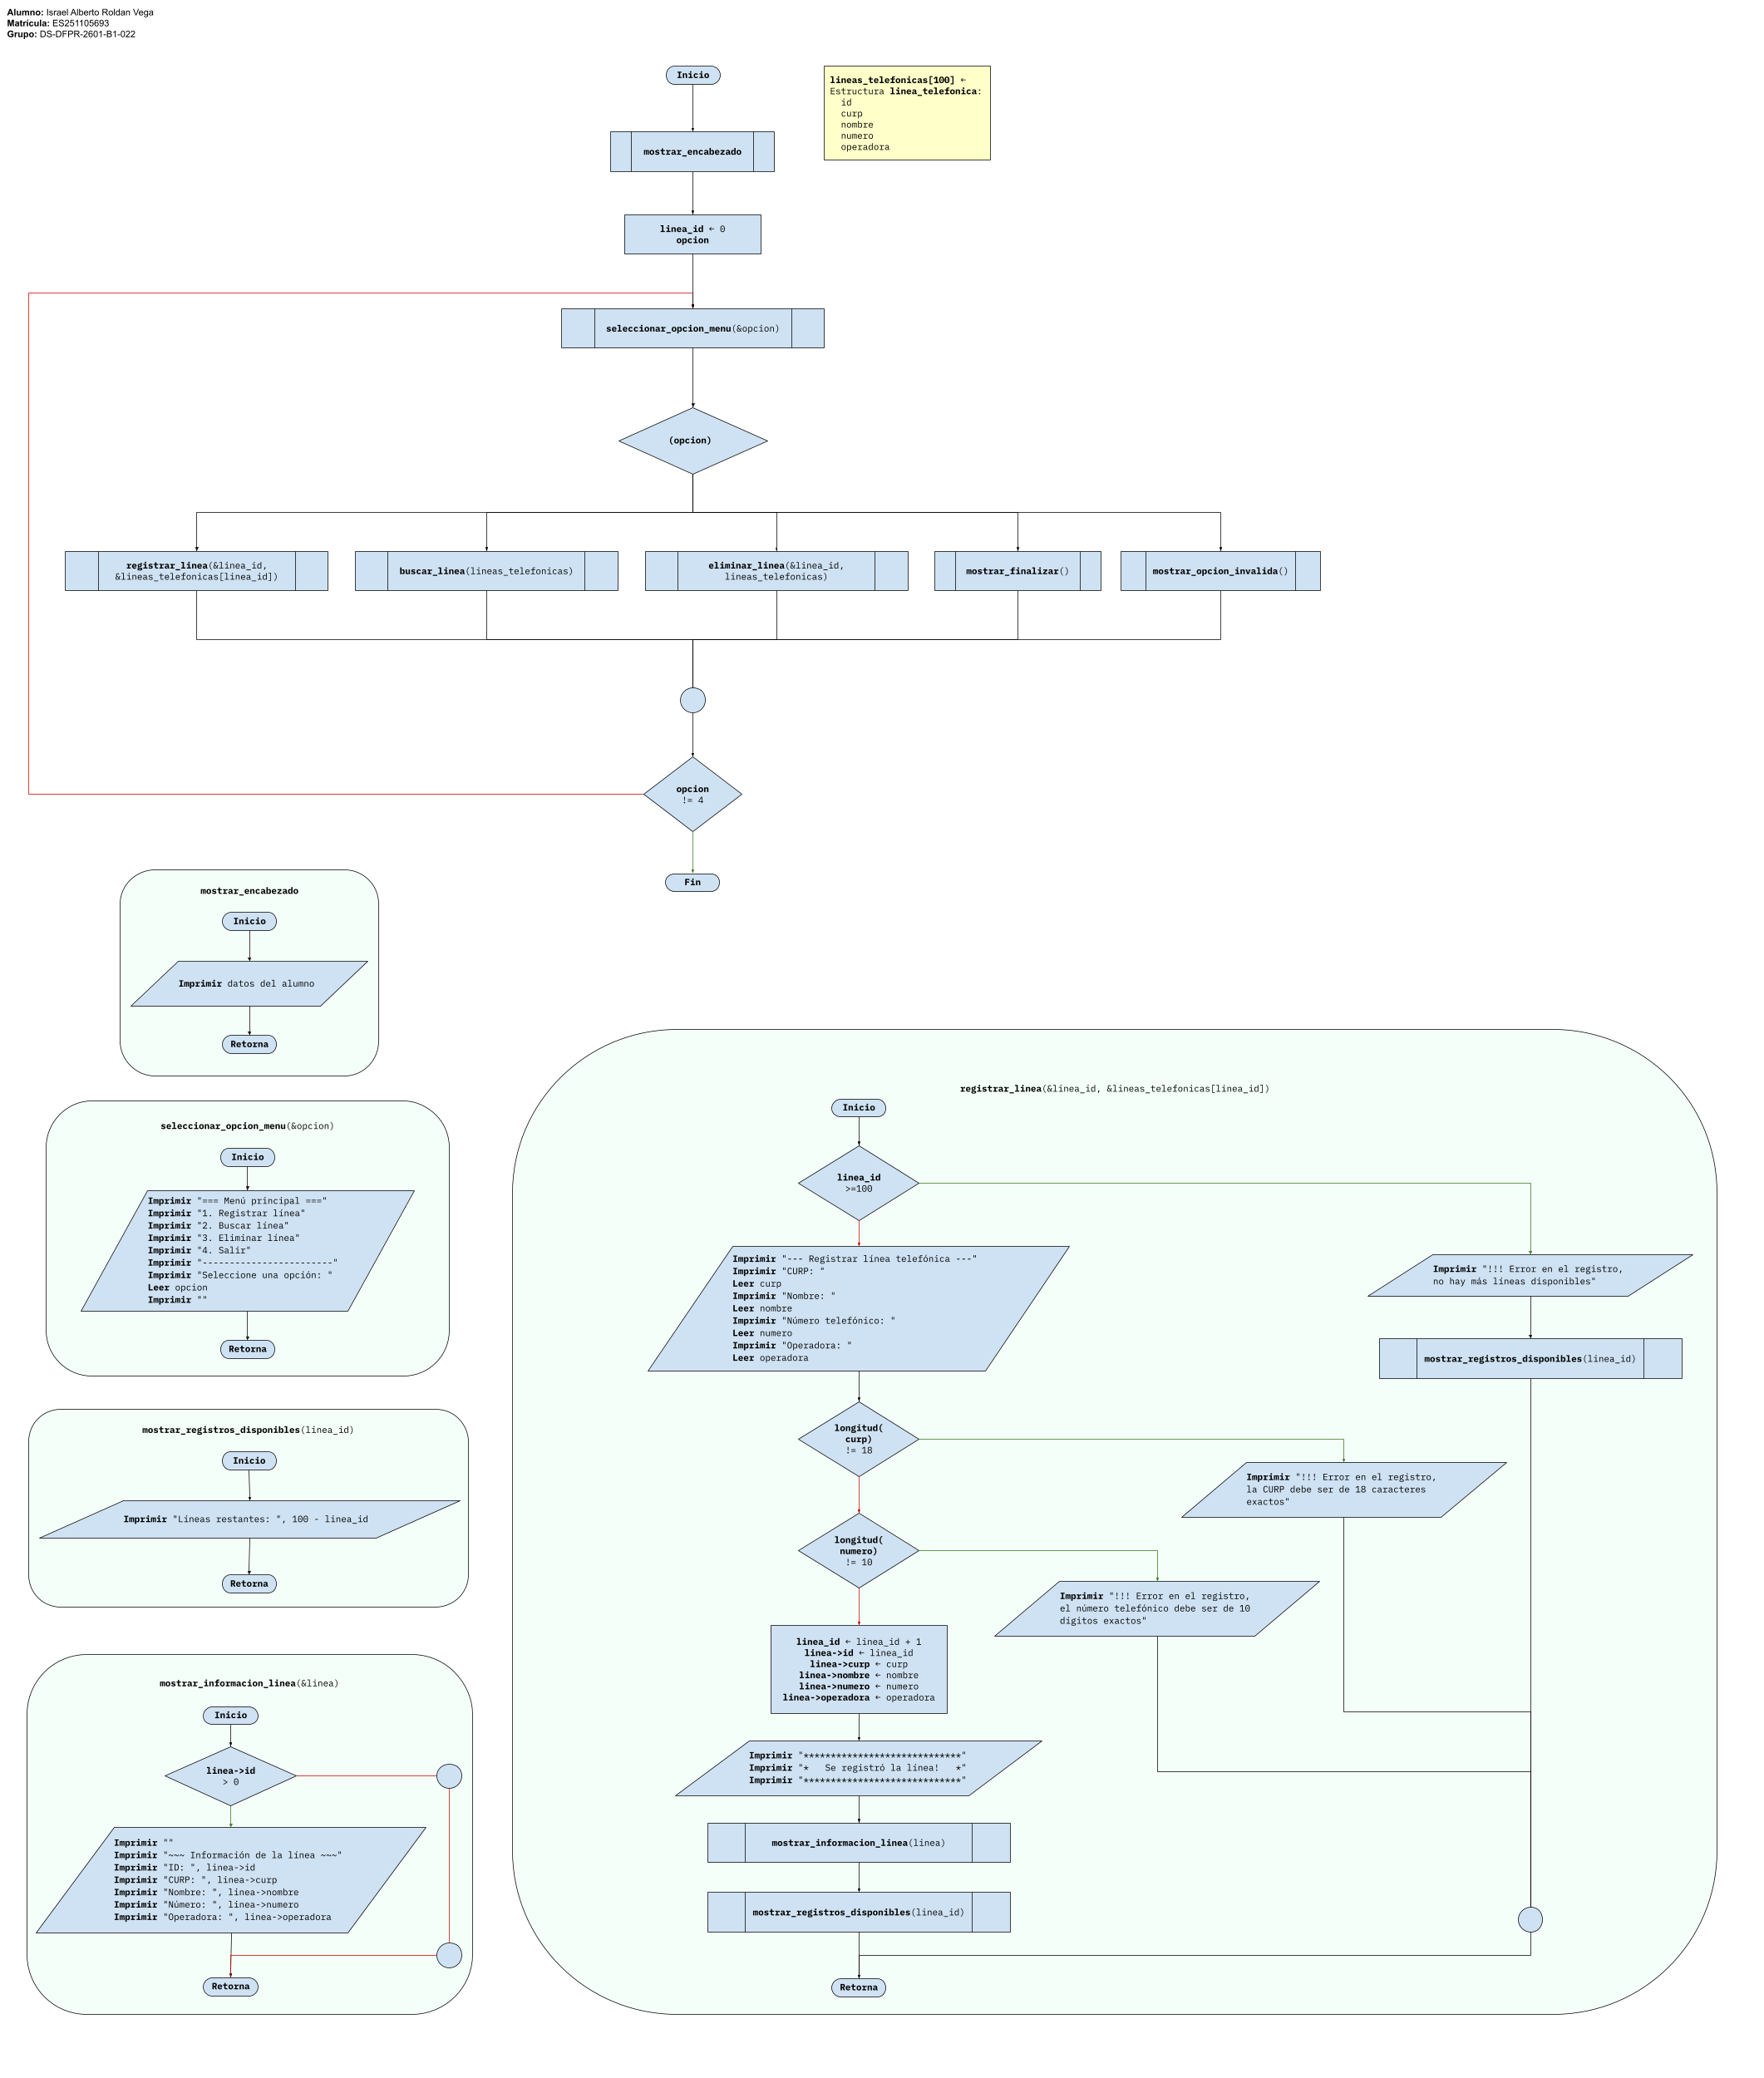 Alumno: Israel Alberto Roldan Vega
Matrícula: ES251105693
Grupo: DS-DFPR-2601-B1-022
Inicio
lineas_telefonicas[100] ←
Estructura linea_telefonica:
id
curp
nombre
numero
operadora
mostrar_encabezado
linea_id ← 0
opcion
seleccionar_opcion_menu(&opcion)
(opcion)
registrar_linea(&linea_id,
&lineas_telefonicas[linea_id])
buscar_linea(lineas_telefonicas)
eliminar_linea(&linea_id,
lineas_telefonicas)
mostrar_finalizar()
mostrar_opcion_invalida()
opcion
!= 4
Fin
mostrar_encabezado
Inicio
Imprimir datos del alumno
Retorna
seleccionar_opcion_menu(&opcion)
Inicio
Imprimir "=== Menú principal ==="
Imprimir "1. Registrar línea"
Imprimir "2. Buscar línea"
Imprimir "3. Eliminar línea"
Imprimir "4. Salir"
Imprimir "------------------------"
Imprimir "Seleccione una opción: "
Leer opcion
Imprimir ""
Retorna
mostrar_registros_disponibles(linea_id)
Inicio
Imprimir "Líneas restantes: ", 100 - linea_id
Retorna
mostrar_informacion_linea(&linea)
Inicio
linea->id
> 0
Imprimir ""
Imprimir "~~~ Información de la línea ~~~"
Imprimir "ID: ", linea->id
Imprimir "CURP: ", linea->curp
Imprimir "Nombre: ", linea->nombre
Imprimir "Número: ", linea->numero
Imprimir "Operadora: ", linea->operadora
Retorna
registrar_linea(&linea_id, &lineas_telefonicas[linea_id])
Inicio
linea_id
>=100
Imprimir "--- Registrar línea telefónica ---"
Imprimir "CURP: "
Leer curp
Imprimir "Nombre: "
Leer nombre
Imprimir "Número telefónico: "
Leer numero
Imprimir "Operadora: "
Leer operadora
Imprimir "!!! Error en el registro,
no hay más líneas disponibles"
mostrar_registros_disponibles(linea_id)
longitud(
curp)
!= 18
Imprimir "!!! Error en el registro,
la CURP debe ser de 18 caracteres
exactos"
longitud(
numero)
!= 10
Imprimir "!!! Error en el registro,
el número telefónico debe ser de 10
dígitos exactos"
linea_id ← linea_id + 1
linea->id ← linea_id
linea->curp ← curp
linea->nombre ← nombre
linea->numero ← numero
linea->operadora ← operadora
Imprimir "*****************************"
Imprimir "*   Se registró la línea!   *"
Imprimir "*****************************"
mostrar_informacion_linea(linea)
mostrar_registros_disponibles(linea_id)
Retorna